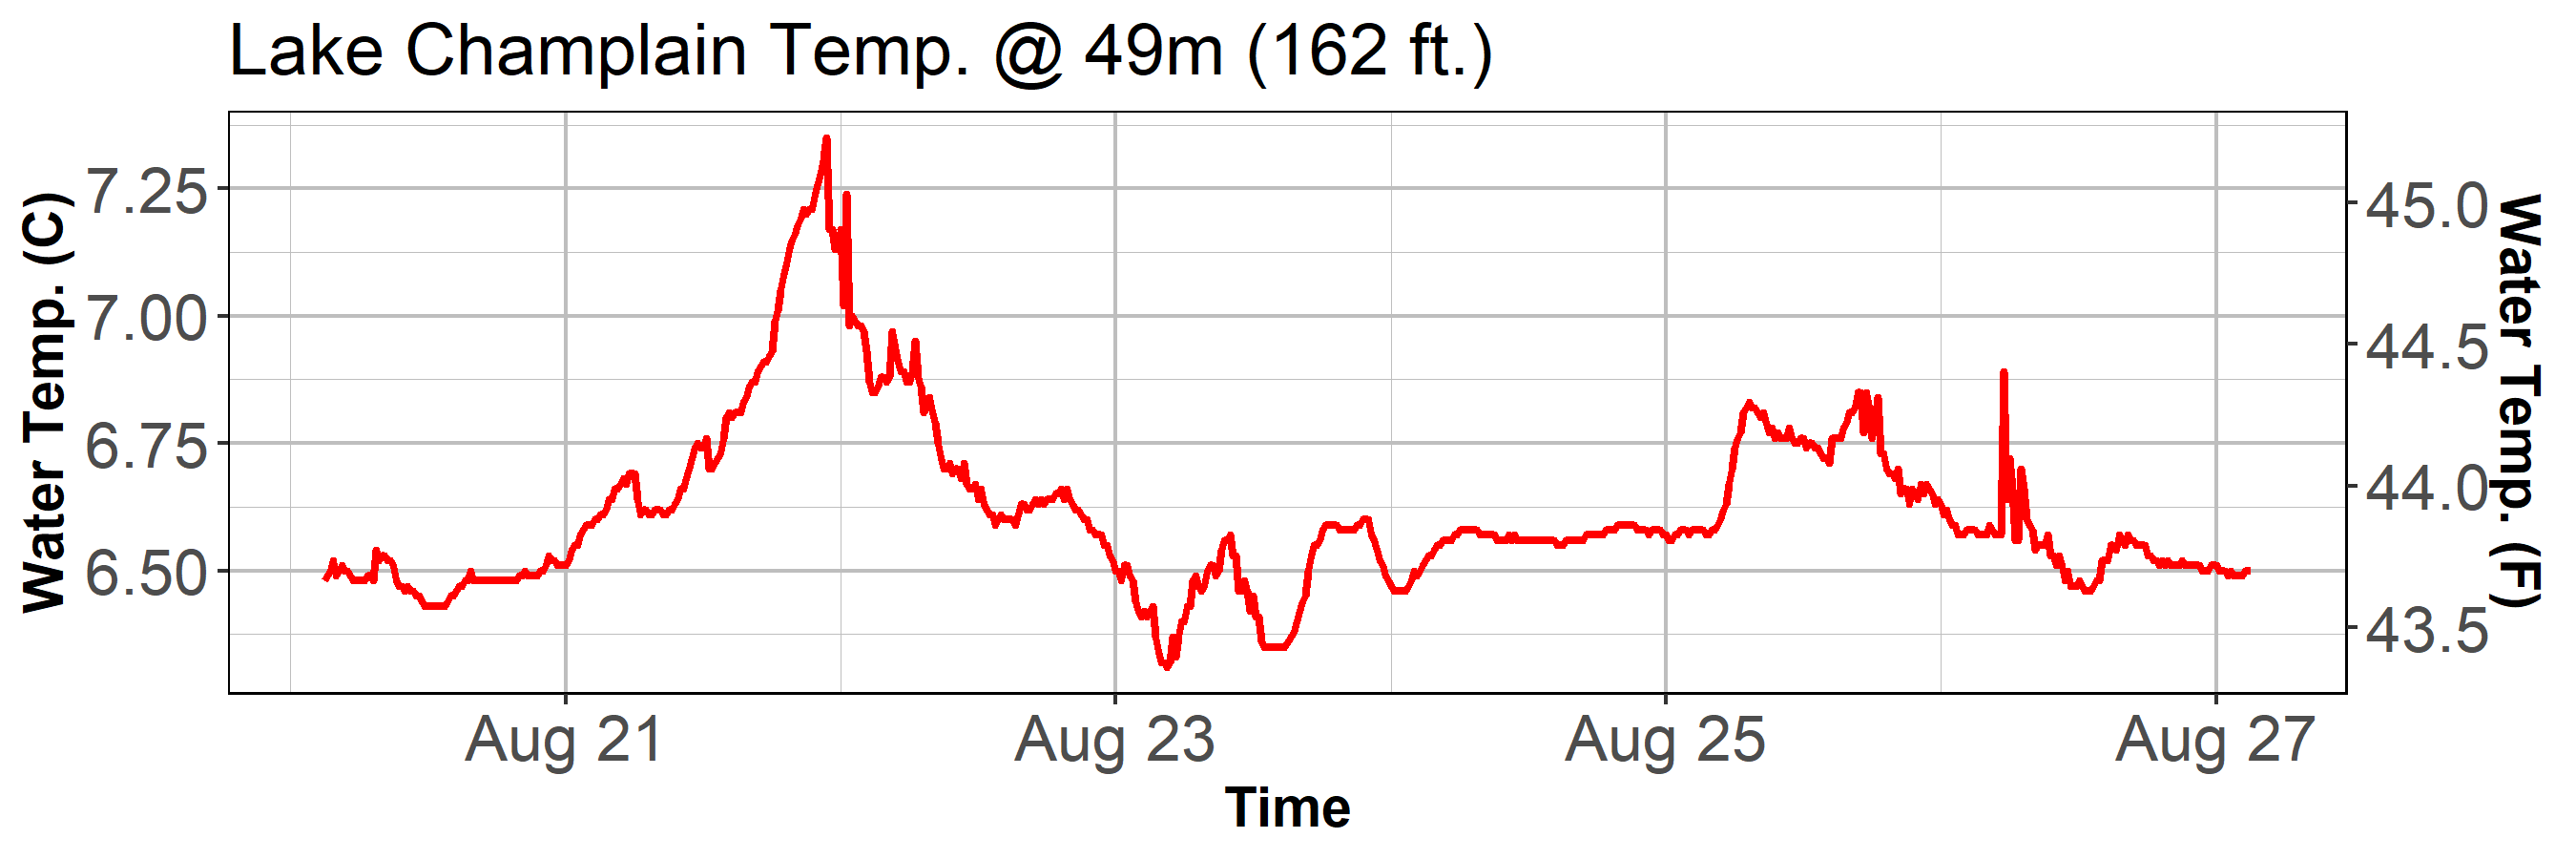 Lake Champlain Temp. @ 49m (162 ft.)
Water Temp. (C)
7.25
7.00
6.75
6.50
45.0
44.5
44.0
43.5
Water Temp. (F)
Aug 21 Aug 23 Aug 25 Aug 27
Time